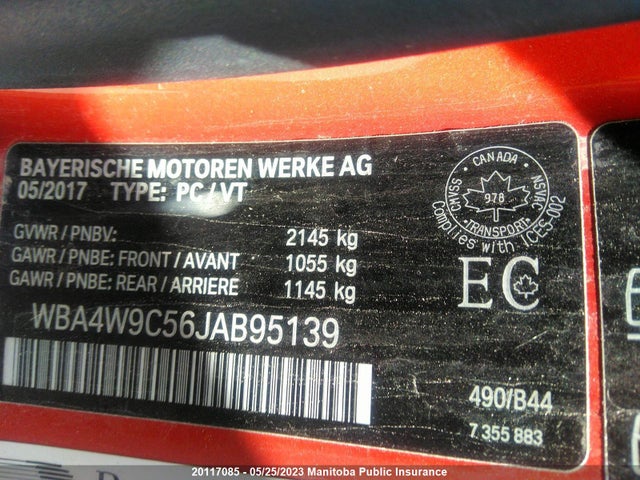 BAYERISCHE MOTOREN WERKE AG
05/2017 TYPE: PC/VT
GVWR / PNBV: 2145 kg
GAWR / PNBE: FRONT / AVANT 1055 kg
GAWR / PNBE: REAR / ARRIERE 1145 kg
WBA4W9C56JAB95139
CANADA
SVMAC NSVAC
978
TRANSPORT
Complies with ICES-002
EC
490/B44
7 355 883
20117085 - 05/25/2023 Manitoba Public Insurance